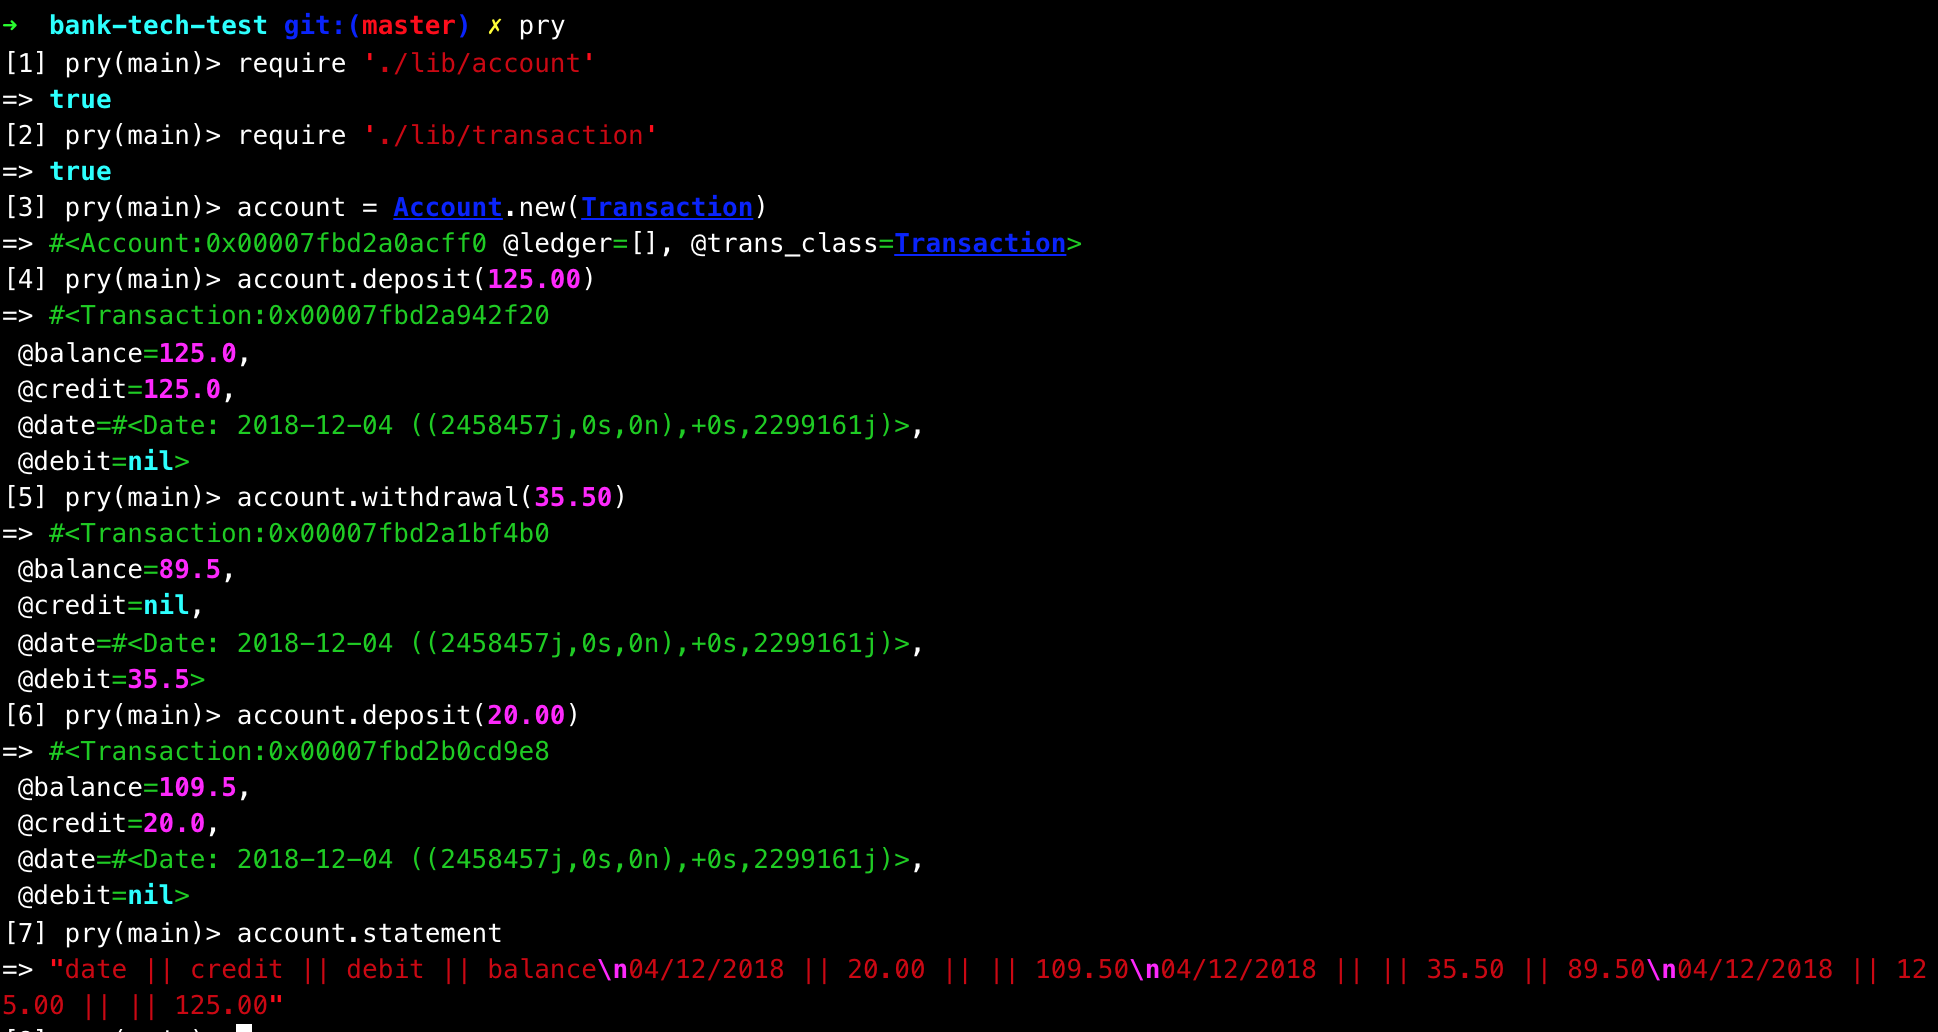 ➜  bank-tech-test git:(master) ✗ pry
[1] pry(main)> require './lib/account'
=> true
[2] pry(main)> require './lib/transaction'
=> true
[3] pry(main)> account = Account.new(Transaction)
=> #<Account:0x00007fbd2a0acff0 @ledger=[], @trans_class=Transaction>
[4] pry(main)> account.deposit(125.00)
=> #<Transaction:0x00007fbd2a942f20
 @balance=125.0,
 @credit=125.0,
 @date=#<Date: 2018-12-04 ((2458457j,0s,0n),+0s,2299161j)>,
 @debit=nil>
[5] pry(main)> account.withdrawal(35.50)
=> #<Transaction:0x00007fbd2a1bf4b0
 @balance=89.5,
 @credit=nil,
 @date=#<Date: 2018-12-04 ((2458457j,0s,0n),+0s,2299161j)>,
 @debit=35.5>
[6] pry(main)> account.deposit(20.00)
=> #<Transaction:0x00007fbd2b0cd9e8
 @balance=109.5,
 @credit=20.0,
 @date=#<Date: 2018-12-04 ((2458457j,0s,0n),+0s,2299161j)>,
 @debit=nil>
[7] pry(main)> account.statement
=> "date || credit || debit || balance\n04/12/2018 || 20.00 || || 109.50\n04/12/2018 || || 35.50 || 89.50\n04/12/2018 || 12
5.00 || || 125.00"